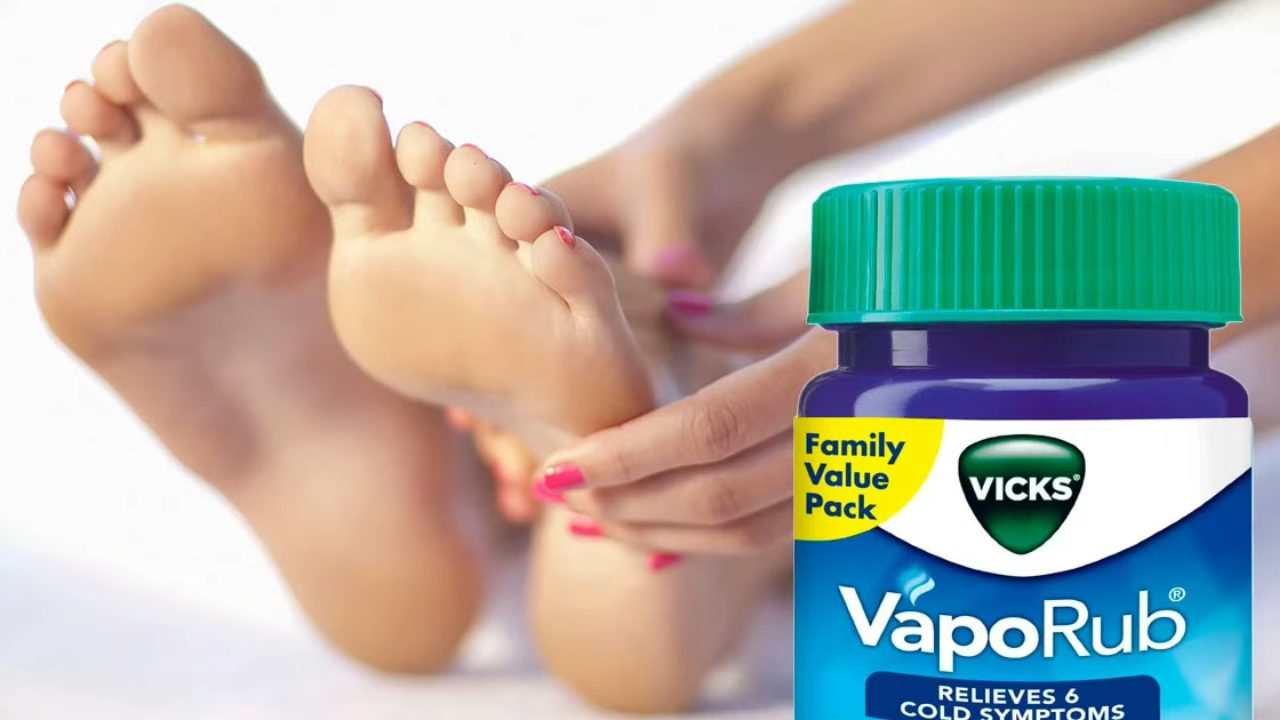 Family
Value
Pack
VICKS®
VapoRub®
RELIEVES 6
COLD SYMPTOMS